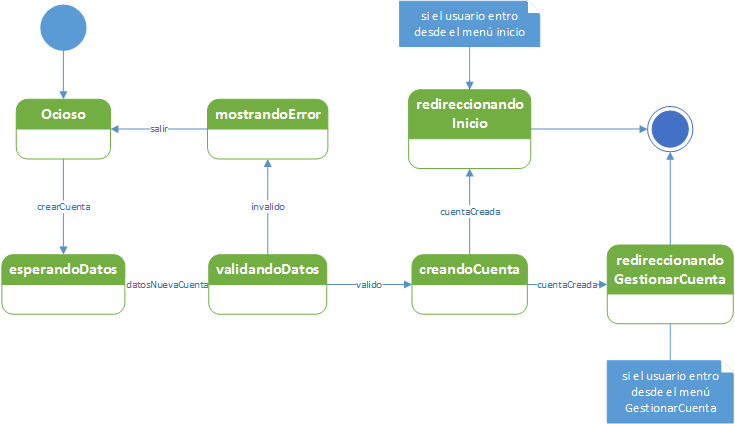 si el usuario entro
desde el menú inicio
Ocioso
mostrandoError
redireccionando
Inicio
salir
crearCuenta
invalido
cuentaCreada
esperandoDatos
datosNuevaCuenta
validandoDatos
valido
creandoCuenta
cuentaCreada
redireccionando
GestionarCuenta
si el usuario entro
desde el menú
GestionarCuenta